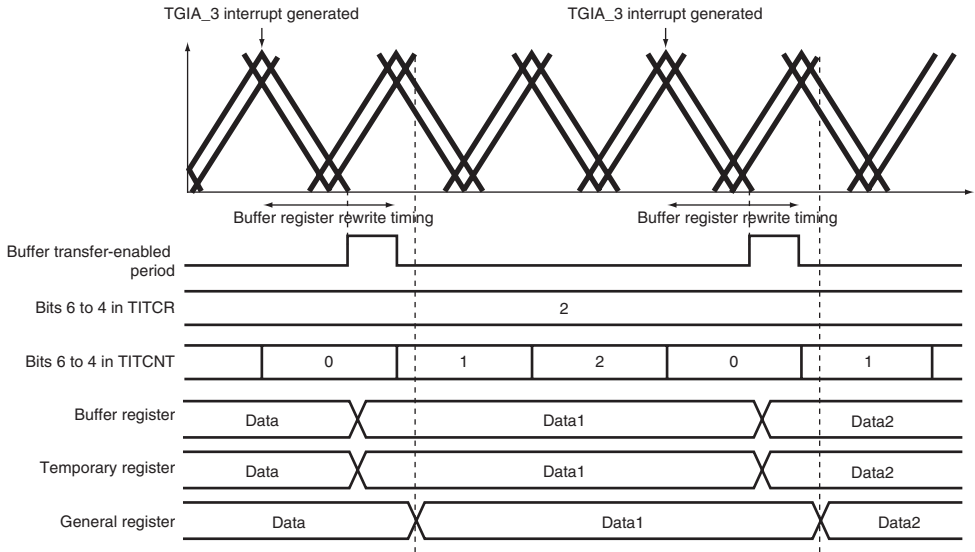 TGIA_3 interrupt generated
TGIA_3 interrupt generated
Buffer register rewrite timing
Buffer register rewrite timing
Buffer transfer-enabled
period
Bits 6 to 4 in TITCR
2
Bits 6 to 4 in TITCNT
0
1
2
0
1
Buffer register
Data
Data1
Data2
Temporary register
Data
Data1
Data2
General register
Data
Data1
Data2